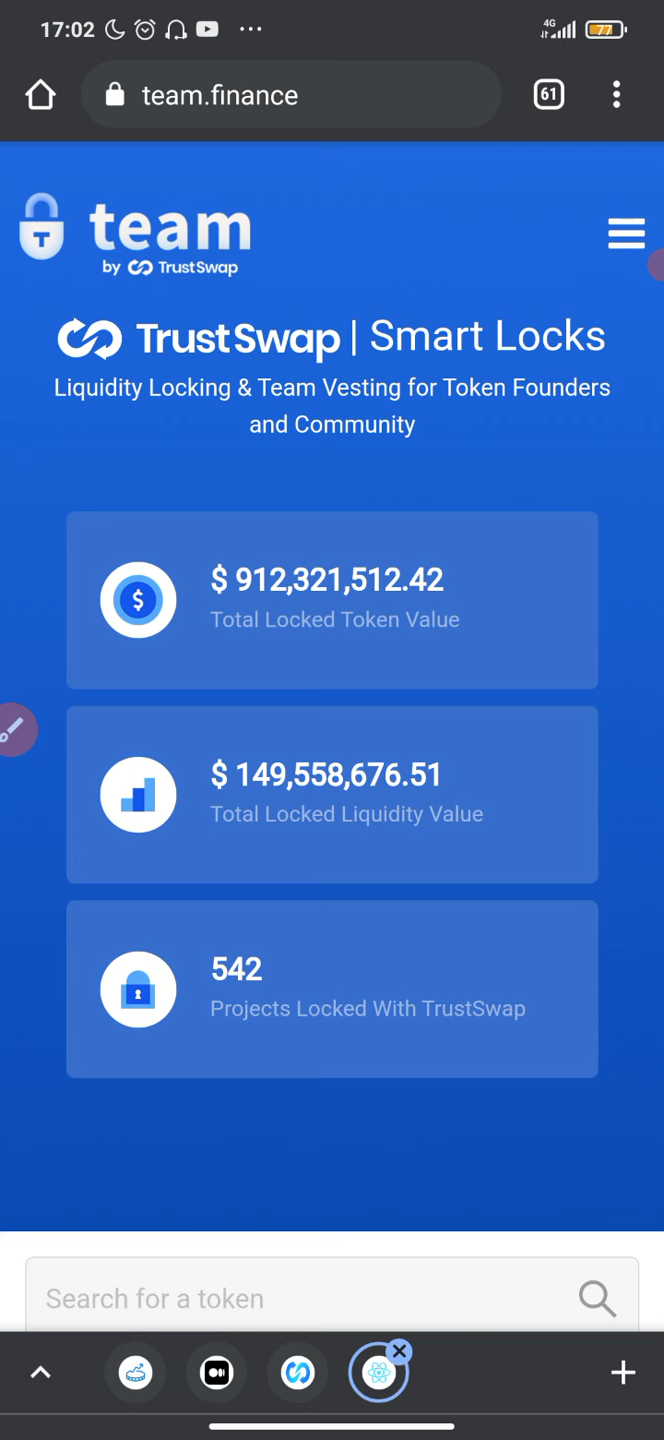 17:02
4G
77
team.finance
61
T
team
by TrustSwap
TrustSwap | Smart Locks
Liquidity Locking & Team Vesting for Token Founders
and Community
$
$ 912,321,512.42
Total Locked Token Value
$ 149,558,676.51
Total Locked Liquidity Value
542
Projects Locked With TrustSwap
Search for a token